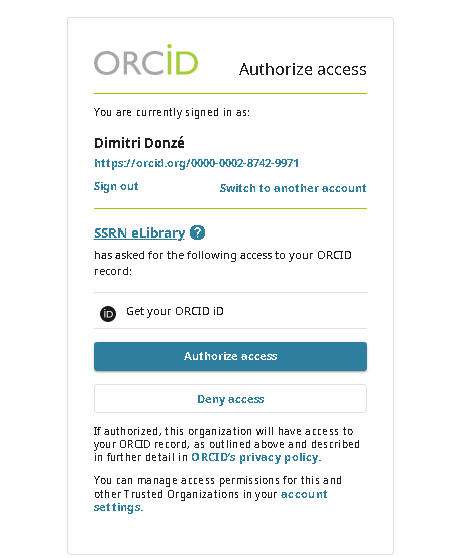 ORCiD
Authorize access
You are currently signed in as:
Dimitri Donzé
https://orcid.org/0000-0002-8742-9971
Sign out
Switch to another account
SSRN eLibrary ?
has asked for the following access to your ORCID
record:
iD Get your ORCID iD
Authorize access
Deny access
If authorized, this organization will have access to
your ORCID record, as outlined above and described
in further detail in ORCID's privacy policy.
You can manage access permissions for this and
other Trusted Organizations in your account
settings.